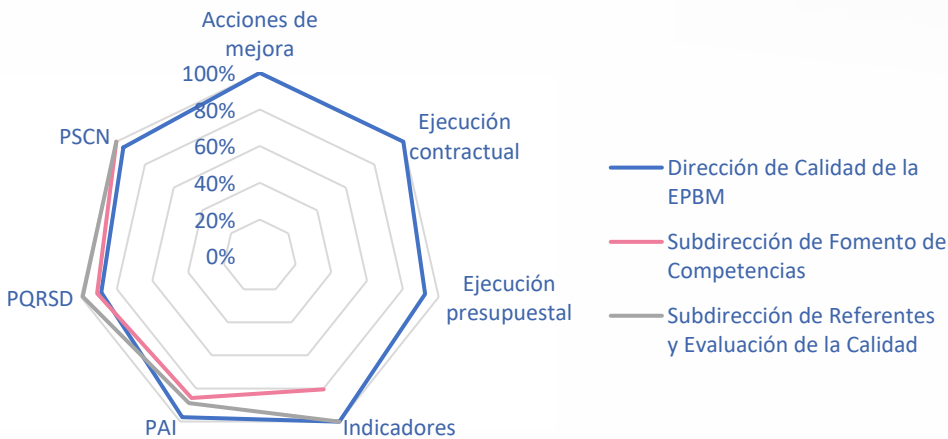 Acciones de
mejora
100%
80%
60%
40%
20%
0%
Ejecución
contractual
Ejecución
presupuestal
Indicadores
PAI
PQRSD
PSCN
Dirección de Calidad de la
EPBM
Subdirección de Fomento de
Competencias
Subdirección de Referentes
y Evaluación de la Calidad